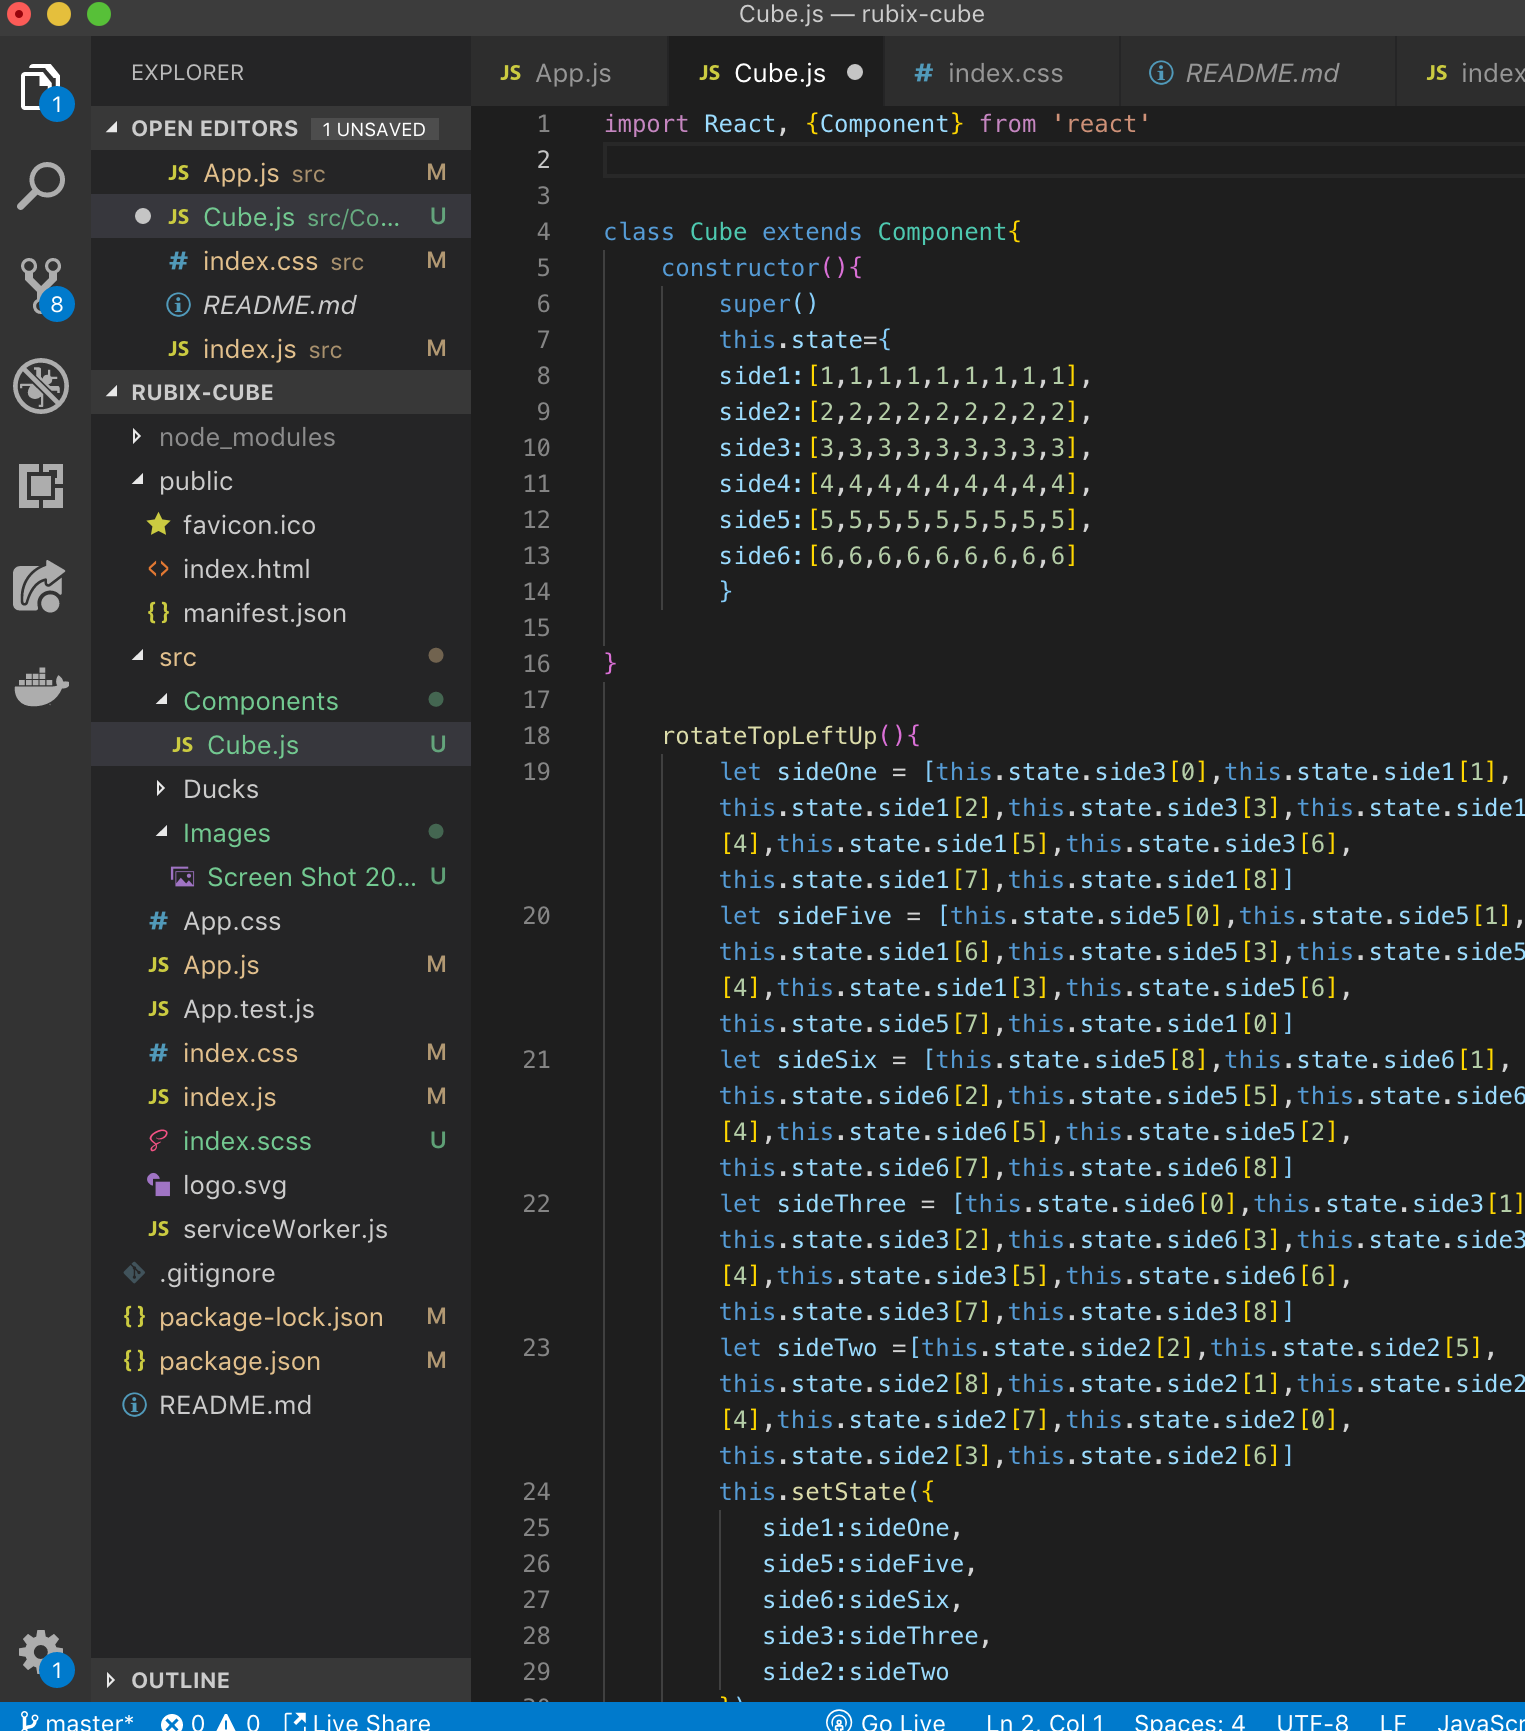 Cube.js — rubix-cube
EXPLORER
OPEN EDITORS 1 UNSAVED
JS App.js src M
JS Cube.js src/Co... U
# index.css src M
README.md
JS index.js src M
RUBIX-CUBE
node_modules
public
favicon.ico
<> index.html
{} manifest.json
src
Components
JS Cube.js U
Ducks
Images
Screen Shot 20... U
# App.css
JS App.js M
JS App.test.js
# index.css M
JS index.js M
index.scss U
logo.svg
JS serviceWorker.js
.gitignore
{} package-lock.json M
{} package.json M
README.md
OUTLINE
1
8
1
JS App.js JS Cube.js # index.css README.md JS index
1 import React, {Component} from 'react'
2
3
4 class Cube extends Component{
5 constructor(){
6 super()
7 this.state={
8 side1:[1,1,1,1,1,1,1,1,1],
9 side2:[2,2,2,2,2,2,2,2,2],
10 side3:[3,3,3,3,3,3,3,3,3],
11 side4:[4,4,4,4,4,4,4,4,4],
12 side5:[5,5,5,5,5,5,5,5,5],
13 side6:[6,6,6,6,6,6,6,6,6]
14 }
15
16 }
17
18 rotateTopLeftUp(){
19 let sideOne = [this.state.side3[0],this.state.side1[1],
this.state.side1[2],this.state.side3[3],this.state.side1
[4],this.state.side1[5],this.state.side3[6],
this.state.side1[7],this.state.side1[8]]
20 let sideFive = [this.state.side5[0],this.state.side5[1],
this.state.side1[6],this.state.side5[3],this.state.side5
[4],this.state.side1[3],this.state.side5[6],
this.state.side5[7],this.state.side1[0]]
21 let sideSix = [this.state.side5[8],this.state.side6[1],
this.state.side6[2],this.state.side5[5],this.state.side6
[4],this.state.side6[5],this.state.side5[2],
this.state.side6[7],this.state.side6[8]]
22 let sideThree = [this.state.side6[0],this.state.side3[1]
this.state.side3[2],this.state.side6[3],this.state.side3
[4],this.state.side3[5],this.state.side6[6],
this.state.side3[7],this.state.side3[8]]
23 let sideTwo =[this.state.side2[2],this.state.side2[5],
this.state.side2[8],this.state.side2[1],this.state.side2
[4],this.state.side2[7],this.state.side2[0],
this.state.side2[3],this.state.side2[6]]
24 this.setState({
25 side1:sideOne,
26 side5:sideFive,
27 side6:sideSix,
28 side3:sideThree,
29 side2:sideTwo
master* 0 0 Live Share Go Live Ln 2, Col 1 Spaces: 4 UTF-8 LF JavaScr